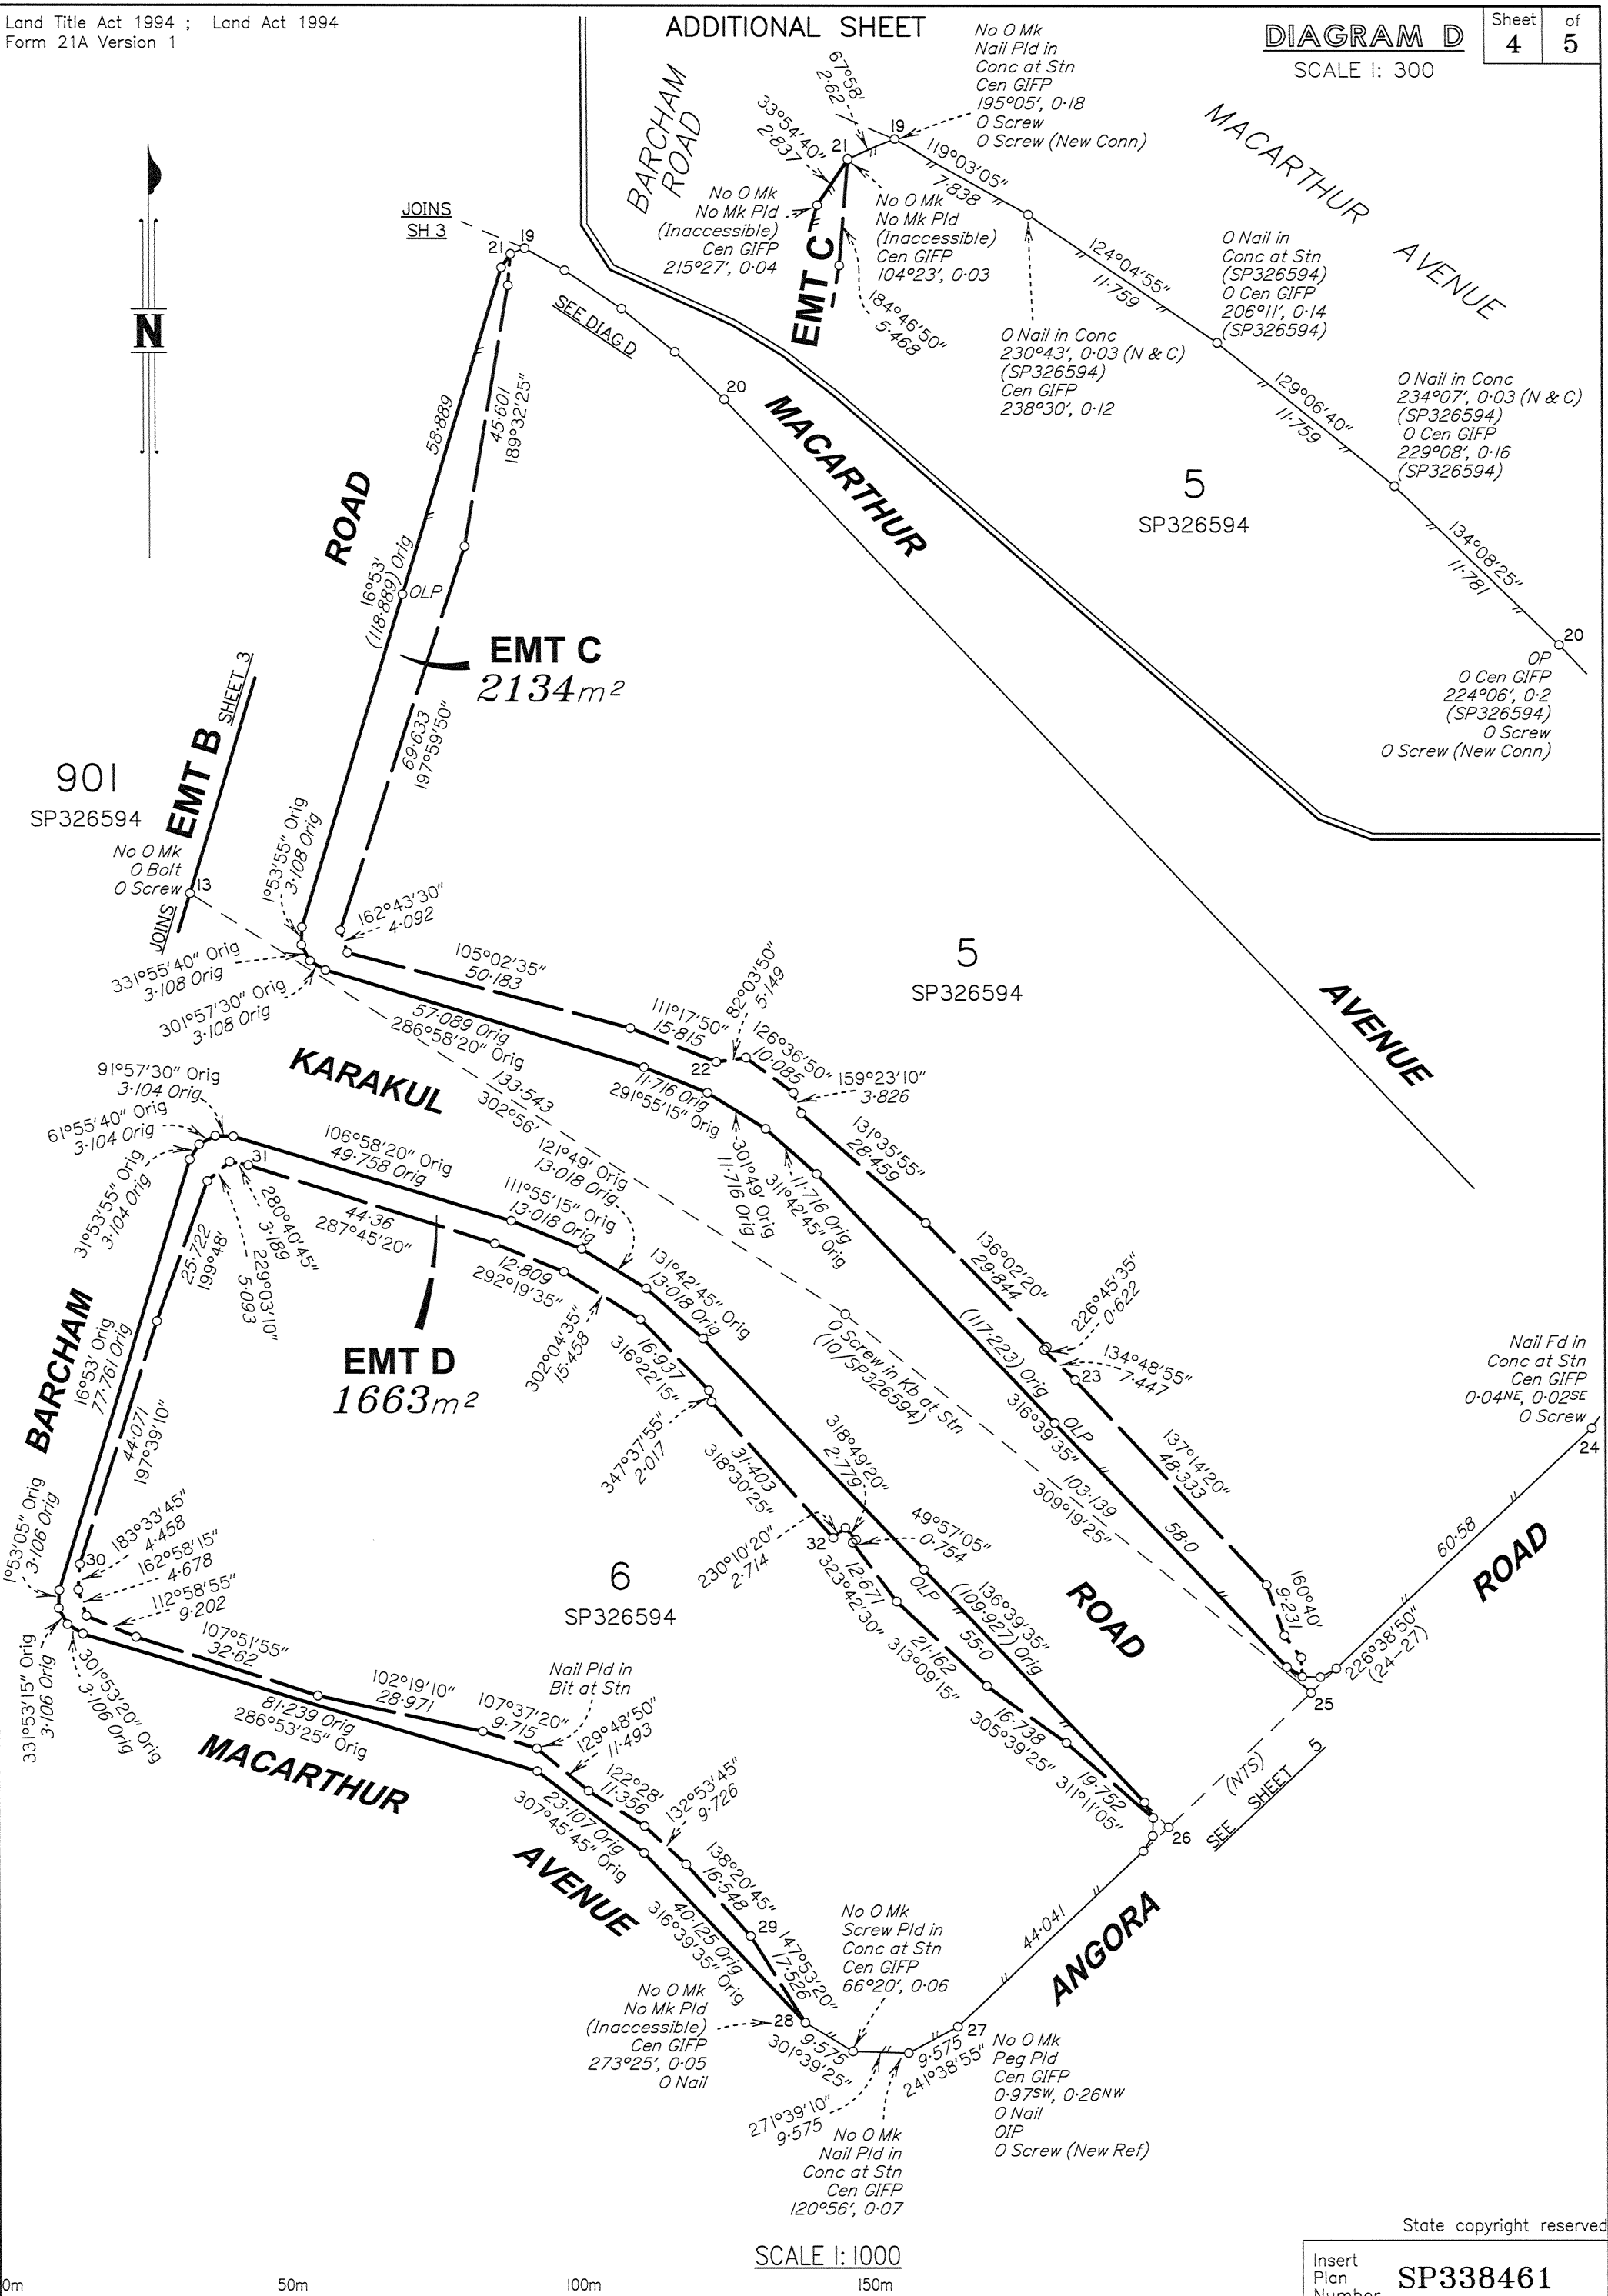 Land Title Act 1994 ; Land Act 1994
Form 21A Version 1
ADDITIONAL SHEET
DIAGRAM D
SCALE 1: 300
Sheet
4
of
5
BARCHAM
ROAD
67°58′
2·62
33°54′40″
2·837
No O Mk
Nail Pld in
Conc at Stn
Cen GIFP
195°05′, 0·18
O Screw
O Screw (New Conn)
19
21
119°03′05″
7·838
MACARTHUR
AVENUE
No O Mk
No Mk Pld
(Inaccessible)
Cen GIFP
215°27′, 0·04
No O Mk
No Mk Pld
(Inaccessible)
Cen GIFP
104°23′, 0·03
EMT C
184°46′50″
5·468
124°04′55″
11·759
O Nail in
Conc at Stn
(SP326594)
O Cen GIFP
206°11′, 0·14
(SP326594)
O Nail in Conc
230°43′, 0·03 (N & C)
(SP326594)
Cen GIFP
238°30′, 0·12
129°06′40″
11·759
O Nail in Conc
234°07′, 0·03 (N & C)
(SP326594)
O Cen GIFP
229°08′, 0·16
(SP326594)
5
SP326594
134°08′25″
11·781
20
OP
O Cen GIFP
224°06′, 0·2
(SP326594)
O Screw
O Screw (New Conn)
N
JOINS
SH 3
21
19
SEE DIAG D
20
MACARTHUR
AVENUE
58·889
45·601
189°32′25″
ROAD
16°53′
(118·889) Orig
OLP
EMT C
2134m²
69·633
197°59′50″
EMT B
SHEET 3
JOINS
901
SP326594
No O Mk
O Bolt
O Screw
13
1°53′55″ Orig
3·108 Orig
162°43′30″
4·092
331°55′40″ Orig
3·108 Orig
301°57′30″ Orig
3·108 Orig
105°02′35″
50·183
5
SP326594
57·089 Orig
286°58′20″ Orig
111°17′50″
15·815
82°03′50″
5·149
22
126°36′50″
10·085
159°23′10″
3·826
KARAKUL
133·543
302°56′
11·716 Orig
291°55′15″ Orig
91°57′30″ Orig
3·104 Orig
61°55′40″ Orig
3·104 Orig
31°53′55″ Orig
3·104 Orig
31
106°58′20″ Orig
49·758 Orig
121°49′ Orig
13·018 Orig
111°55′15″ Orig
13·018 Orig
301°49′ Orig
11·716 Orig
11·716 Orig
311°42′45″ Orig
131°35′55″
28·459
280°40′45″
3·189
229°03′10″
5·093
44·36
287°45′20″
25·722
199°48′
12·809
292°19′35″
131°42′45″ Orig
13·018 Orig
136°02′20″
29·844
226°45′35″
0·622
BARCHAM
16°53′ Orig
77·761 Orig
EMT D
1663m²
302°04′35″
15·458
16·937
316°22′15″
O Screw in Kb at Stn
(10/SP326594)
(117·223) Orig
316°39′35″
134°48′55″
7·447
23
Nail Fd in
Conc at Stn
Cen GIFP
0·04NE, 0·02SE
O Screw
24
44·071
197°39′10″
347°37′55″
2·017
31·403
318°30′25″
318°49′20″
2·779
OLP
103·139
309°19′25″
137°14′20″
48·333
1°53′05″ Orig
3·106 Orig
30
183°33′45″
4·458
162°58′15″
4·678
112°58′55″
9·202
32
230°10′20″
2·714
49°57′05″
0·754
58·0
60·58
ROAD
6
SP326594
12·671
323°42′30″
OLP
136°39′35″
(109·927) Orig
55·0
ROAD
160°40′
9·231
226°38′50″
(24–27)
331°53′15″ Orig
3·106 Orig
301°53′20″ Orig
3·106 Orig
107°51′55″
32·62
21·162
313°09′15″
25
102°19′10″
28·971
Nail Pld in
Bit at Stn
81·239 Orig
286°53′25″ Orig
107°37′20″
9·715
129°48′50″
11·493
16·738
305°39′25″
MACARTHUR
122°28′
11·356
132°53′45″
9·726
19·752
311°11′05″
26
(NTS)
SEE SHEET 5
23·107 Orig
307°45′45″ Orig
AVENUE
138°20′45″
16·548
29
40·125 Orig
316°39′35″ Orig
147°53′20″
17·526
No O Mk
Screw Pld in
Conc at Stn
Cen GIFP
66°20′, 0·06
44·041
ANGORA
No O Mk
No Mk Pld
(Inaccessible)
Cen GIFP
273°25′, 0·05
O Nail
28
9·575
301°39′25″
271°39′10″
9·575
9·575
241°38′55″
27
No O Mk
Peg Pld
Cen GIFP
0·97SW, 0·26NW
O Nail
OIP
O Screw (New Ref)
No O Mk
Nail Pld in
Conc at Stn
Cen GIFP
120°56′, 0·07
State copyright reserved
SCALE 1: 1000
0m
50m
100m
150m
Insert
Plan
Number
SP338461